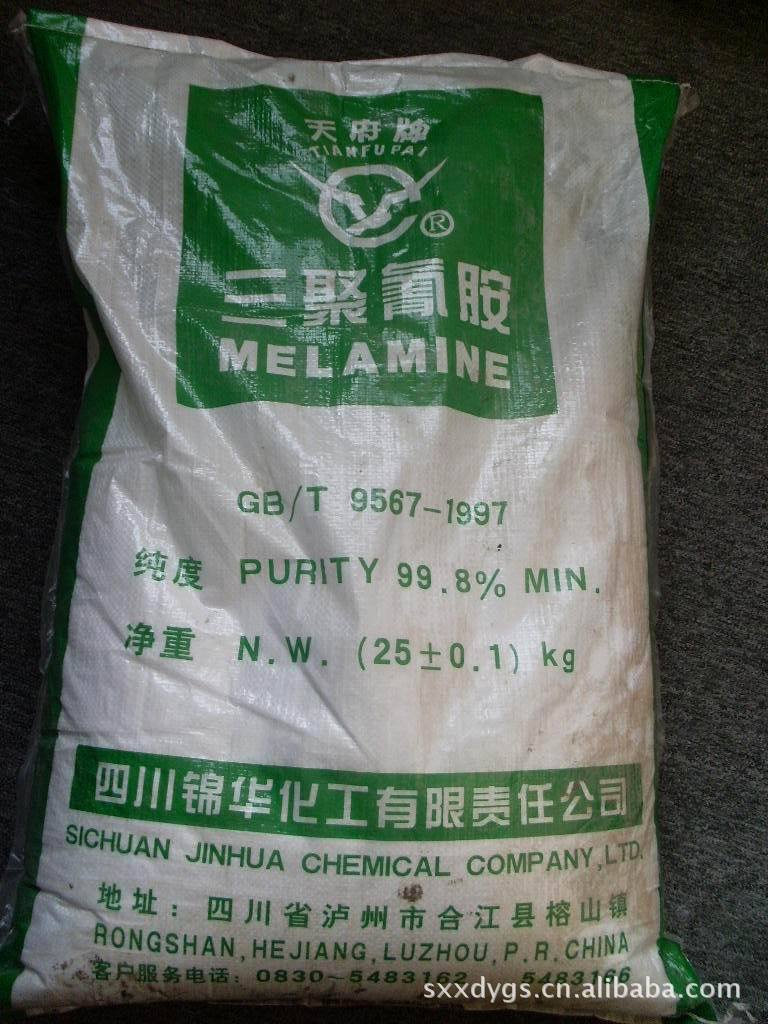 天府牌
TIANFUPAI
®
三聚氰胺
MELAMINE
GB/T 9567-1997
纯度 PURITY 99.8% MIN.
净重 N.W. (25±0.1) kg
四川锦华化工有限责任公司
SICHUAN JINHUA CHEMICAL COMPANY,LTD.
地址：四川省泸州市合江县榕山镇
RONGSHAN,HEJIANG,LUZHOU,P.R.CHINA
客户服务电话：0830-5483162 5483166
sxxdygs.cn.alibaba.com